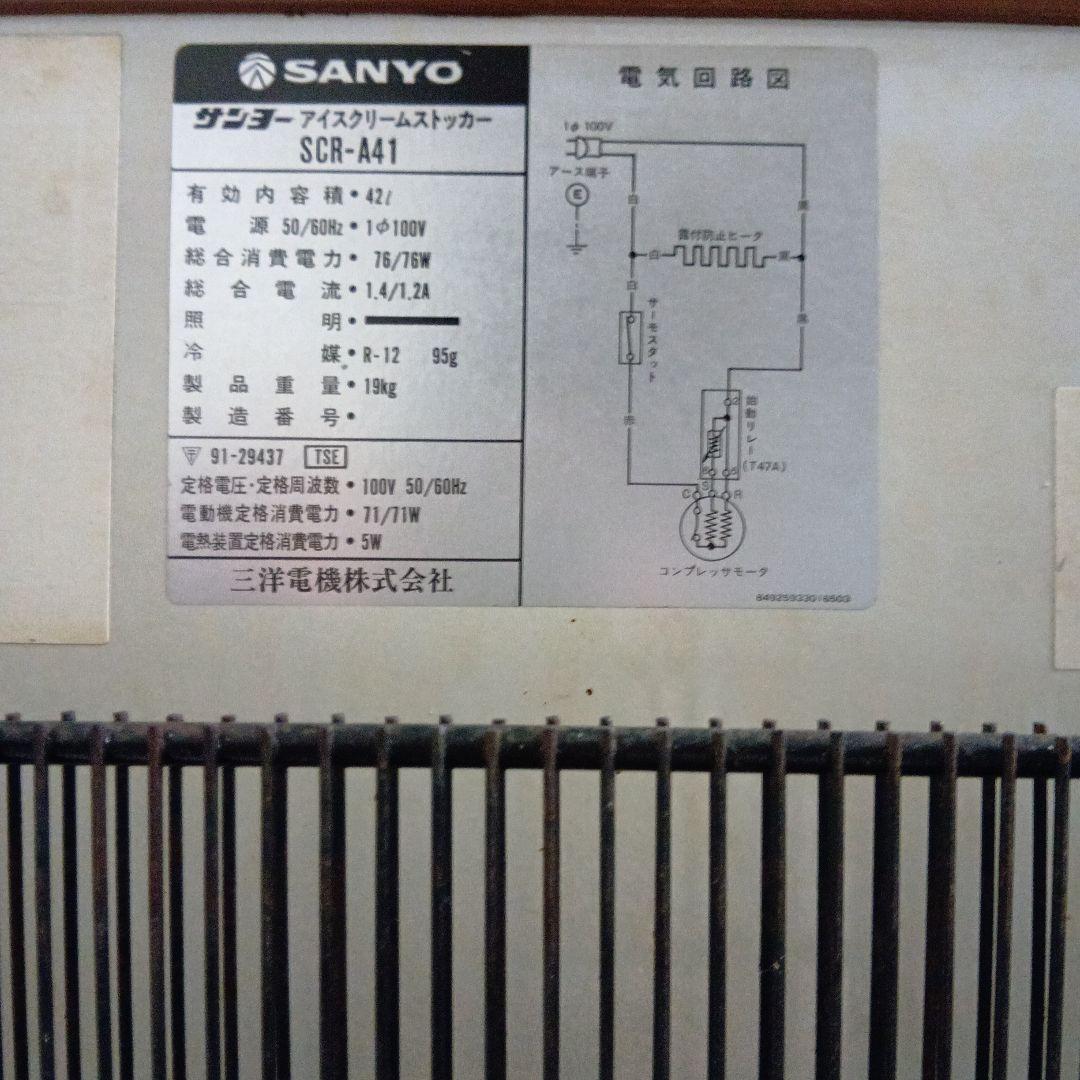 SANYO
サンヨー アイスクリームストッカー
SCR-A41
有効内容積・42ℓ
電源 50/60Hz・1φ100V
総合消費電力・76/76W
総合電流・1.4/1.2A
照明・
冷媒・R-12 95g
製品重量・19kg
製造番号・
91-29437 TSE
定格電圧・定格周波数・100V 50/60Hz
電動機定格消費電力・71/71W
電熱装置定格消費電力・5W
三洋電機株式会社
電気回路図
1φ 100V
アース端子
E
白
黒
露付防止ヒータ
白
黒
白
黒
サーモスタット
赤
2
始動リレー
(T47A)
6 5
S
C R
コンプレッサモータ